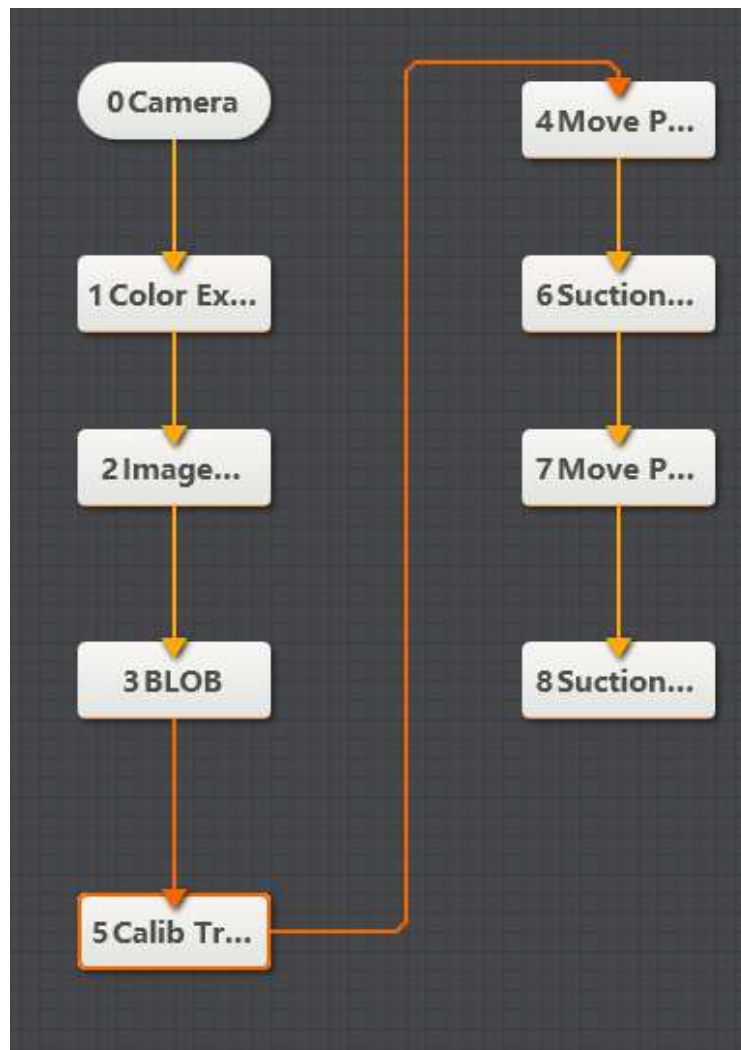 0 Camera
1 Color Ex...
2 Image...
3 BLOB
5 Calib Tr...
4 Move P...
6 Suction...
7 Move P...
8 Suction...